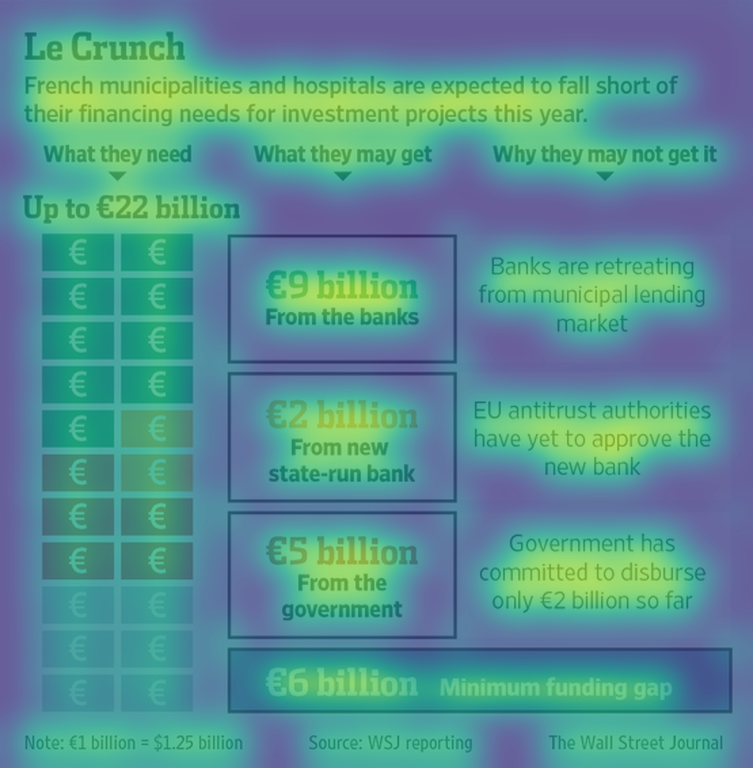 Le Crunch
French municipalities and hospitals are expected to fall short of
their financing needs for investment projects this year.
What they need
What they may get
Why they may not get it
Up to €22 billion
€ €
€ €
€ €
€ €
€ €
€ €
€ €
€ €
€ €
€ €
€ €
€9 billion
From the banks
Banks are retreating
from municipal lending
market
€2 billion
From new
state-run bank
EU antitrust authorities
have yet to approve the
new bank
€5 billion
From the
government
Government has
committed to disburse
only €2 billion so far
€6 billion Minimum funding gap
Note: €1 billion = $1.25 billion
Source: WSJ reporting
The Wall Street Journal